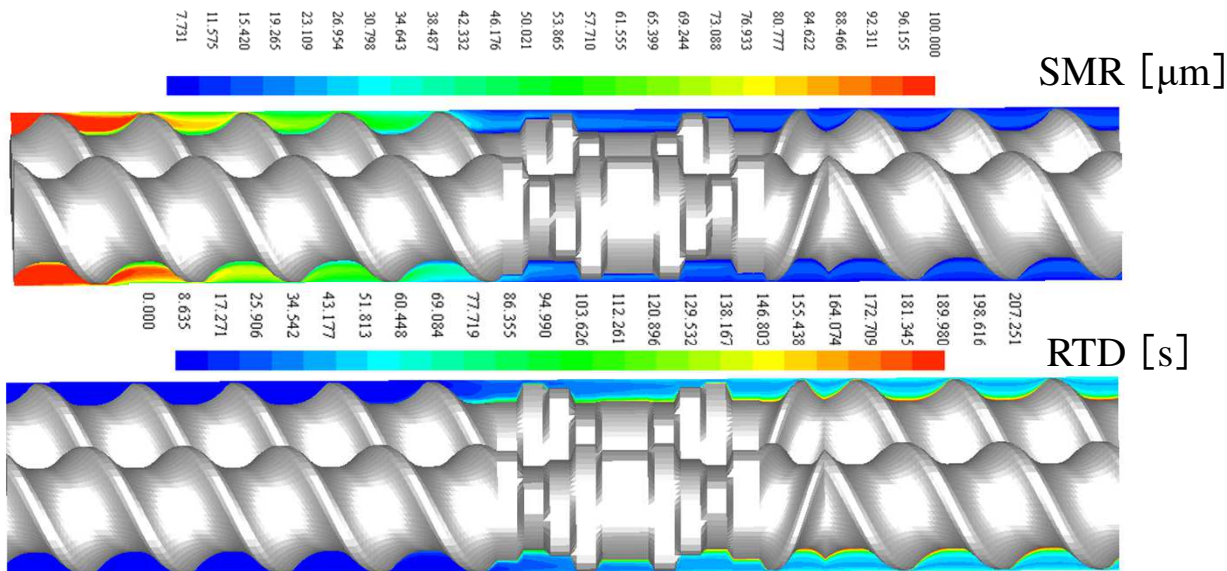 7.731 11.575 15.420 19.265 23.109 26.954 30.798 34.643 38.487 42.332 46.176 50.021 53.865 57.710 61.555 65.399 69.244 73.088 76.933 80.777 84.622 88.466 92.311 96.155 100.000
SMR [μm]
0.000 8.635 17.271 25.906 34.542 43.177 51.813 60.448 69.084 77.719 86.355 94.990 103.626 112.261 120.896 129.532 138.167 146.803 155.438 164.074 172.709 181.345 189.980 198.616 207.251
RTD [s]